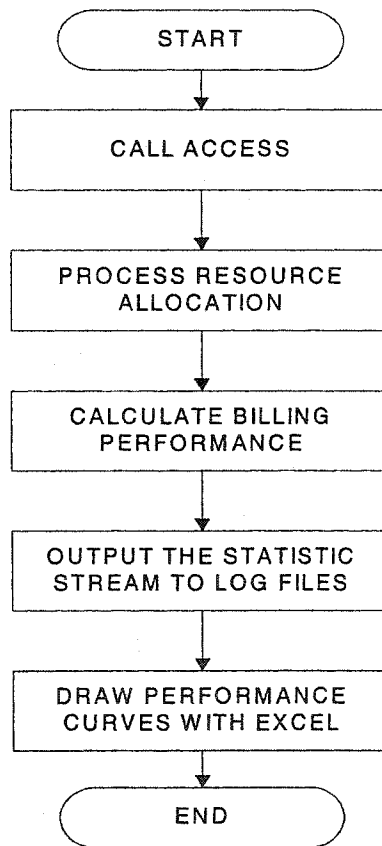 START
CALL ACCESS
PROCESS RESOURCE
ALLOCATION
CALCULATE BILLING
PERFORMANCE
OUTPUT THE STATISTIC
STREAM TO LOG FILES
DRAW PERFORMANCE
CURVES WITH EXCEL
END